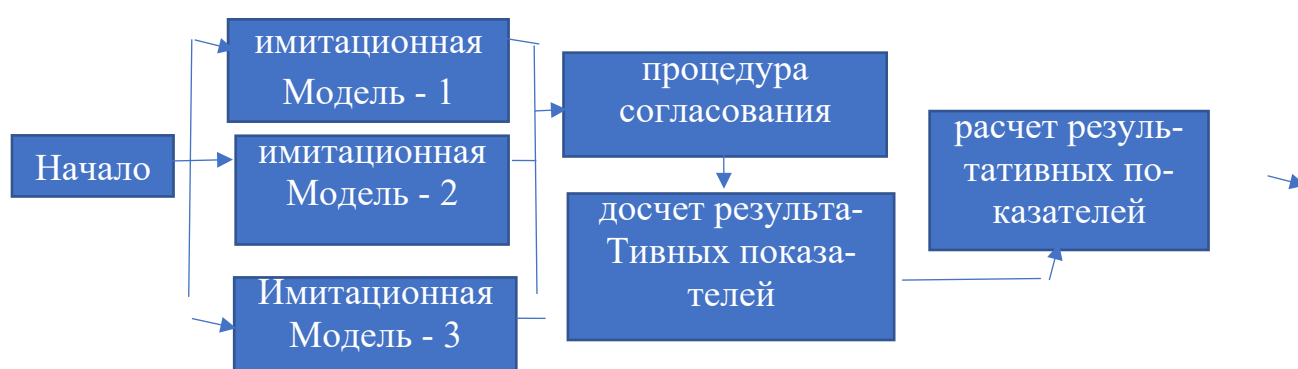 Начало
имитационная
Модель - 1
имитационная
Модель - 2
Имитационная
Модель - 3
процедура
согласования
досчет результа-
Тивных показа-
телей
расчет резуль-
тативных по-
казателей